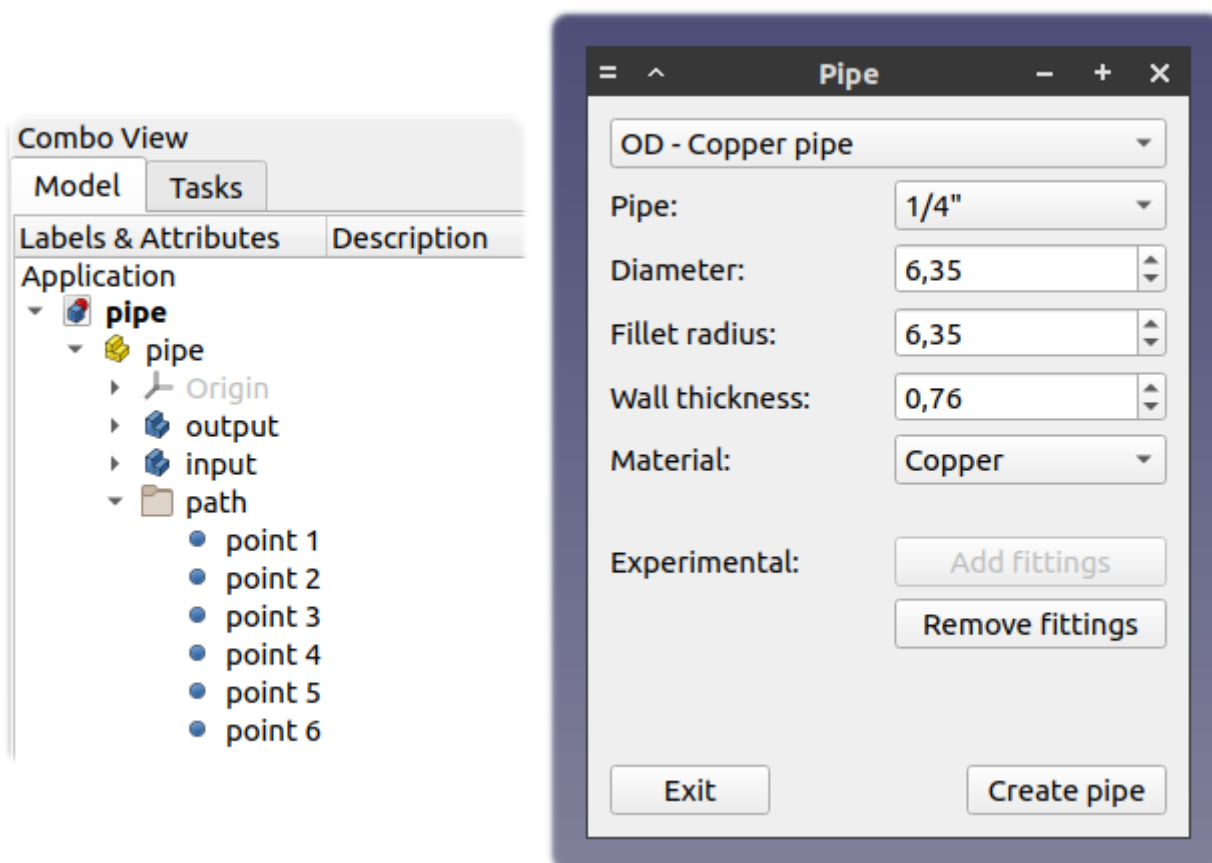 Combo View
Model Tasks
Labels & Attributes Description
Application
pipe
pipe
Origin
output
input
path
point 1
point 2
point 3
point 4
point 5
point 6
Pipe
OD - Copper pipe
Pipe: 1/4"
Diameter: 6,35
Fillet radius: 6,35
Wall thickness: 0,76
Material: Copper
Experimental: Add fittings
Remove fittings
Exit Create pipe